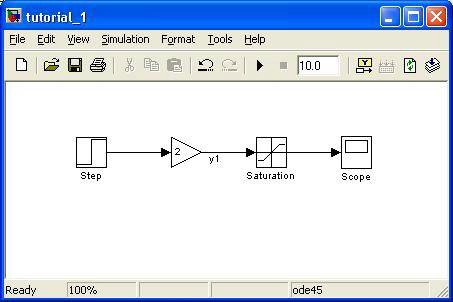 tutorial_1
File Edit View Simulation Format Tools Help
10.0
2
y1
Step
Saturation
Scope
Ready 100% ode45